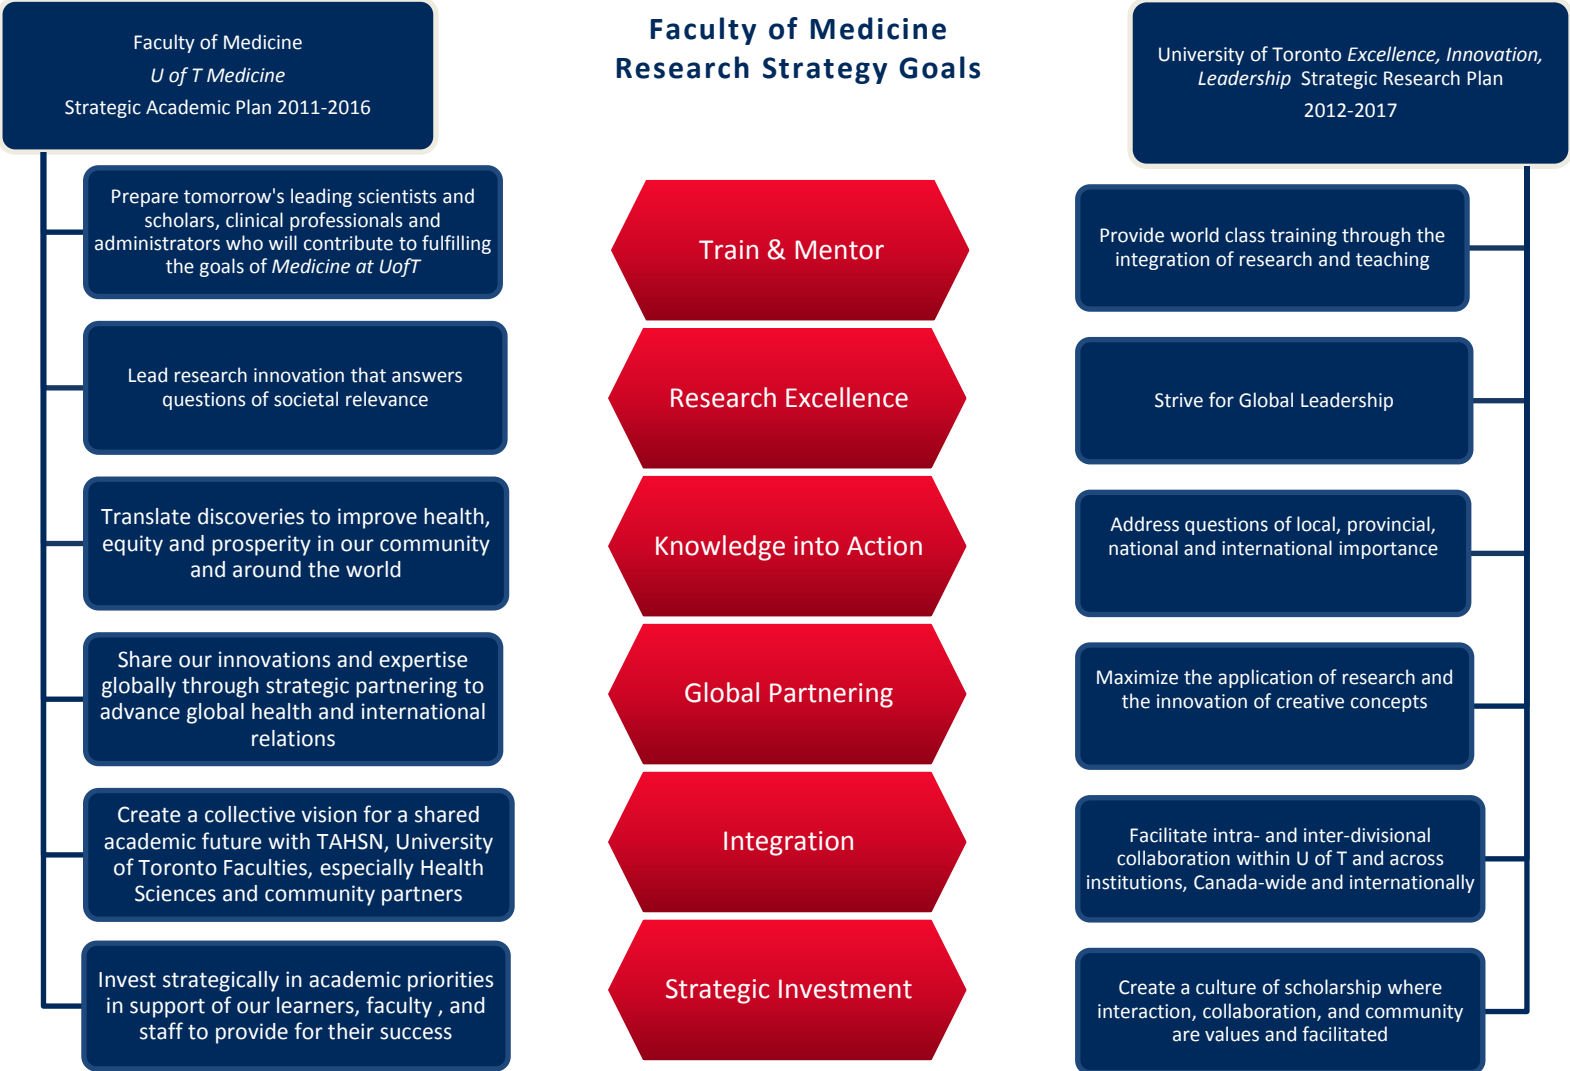 Faculty of Medicine
U of T Medicine
Strategic Academic Plan 2011-2016
Prepare tomorrow's leading scientists and
scholars, clinical professionals and
administrators who will contribute to fulfilling
the goals of Medicine at UofT
Lead research innovation that answers
questions of societal relevance
Translate discoveries to improve health,
equity and prosperity in our community
and around the world
Share our innovations and expertise
globally through strategic partnering to
advance global health and international
relations
Create a collective vision for a shared
academic future with TAHSN, University
of Toronto Faculties, especially Health
Sciences and community partners
Invest strategically in academic priorities
in support of our learners, faculty , and
staff to provide for their success
Faculty of Medicine
Research Strategy Goals
Train & Mentor
Research Excellence
Knowledge into Action
Global Partnering
Integration
Strategic Investment
University of Toronto Excellence, Innovation,
Leadership Strategic Research Plan
2012-2017
Provide world class training through the
integration of research and teaching
Strive for Global Leadership
Address questions of local, provincial,
national and international importance
Maximize the application of research and
the innovation of creative concepts
Facilitate intra- and inter-divisional
collaboration within U of T and across
institutions, Canada-wide and internationally
Create a culture of scholarship where
interaction, collaboration, and community
are values and facilitated